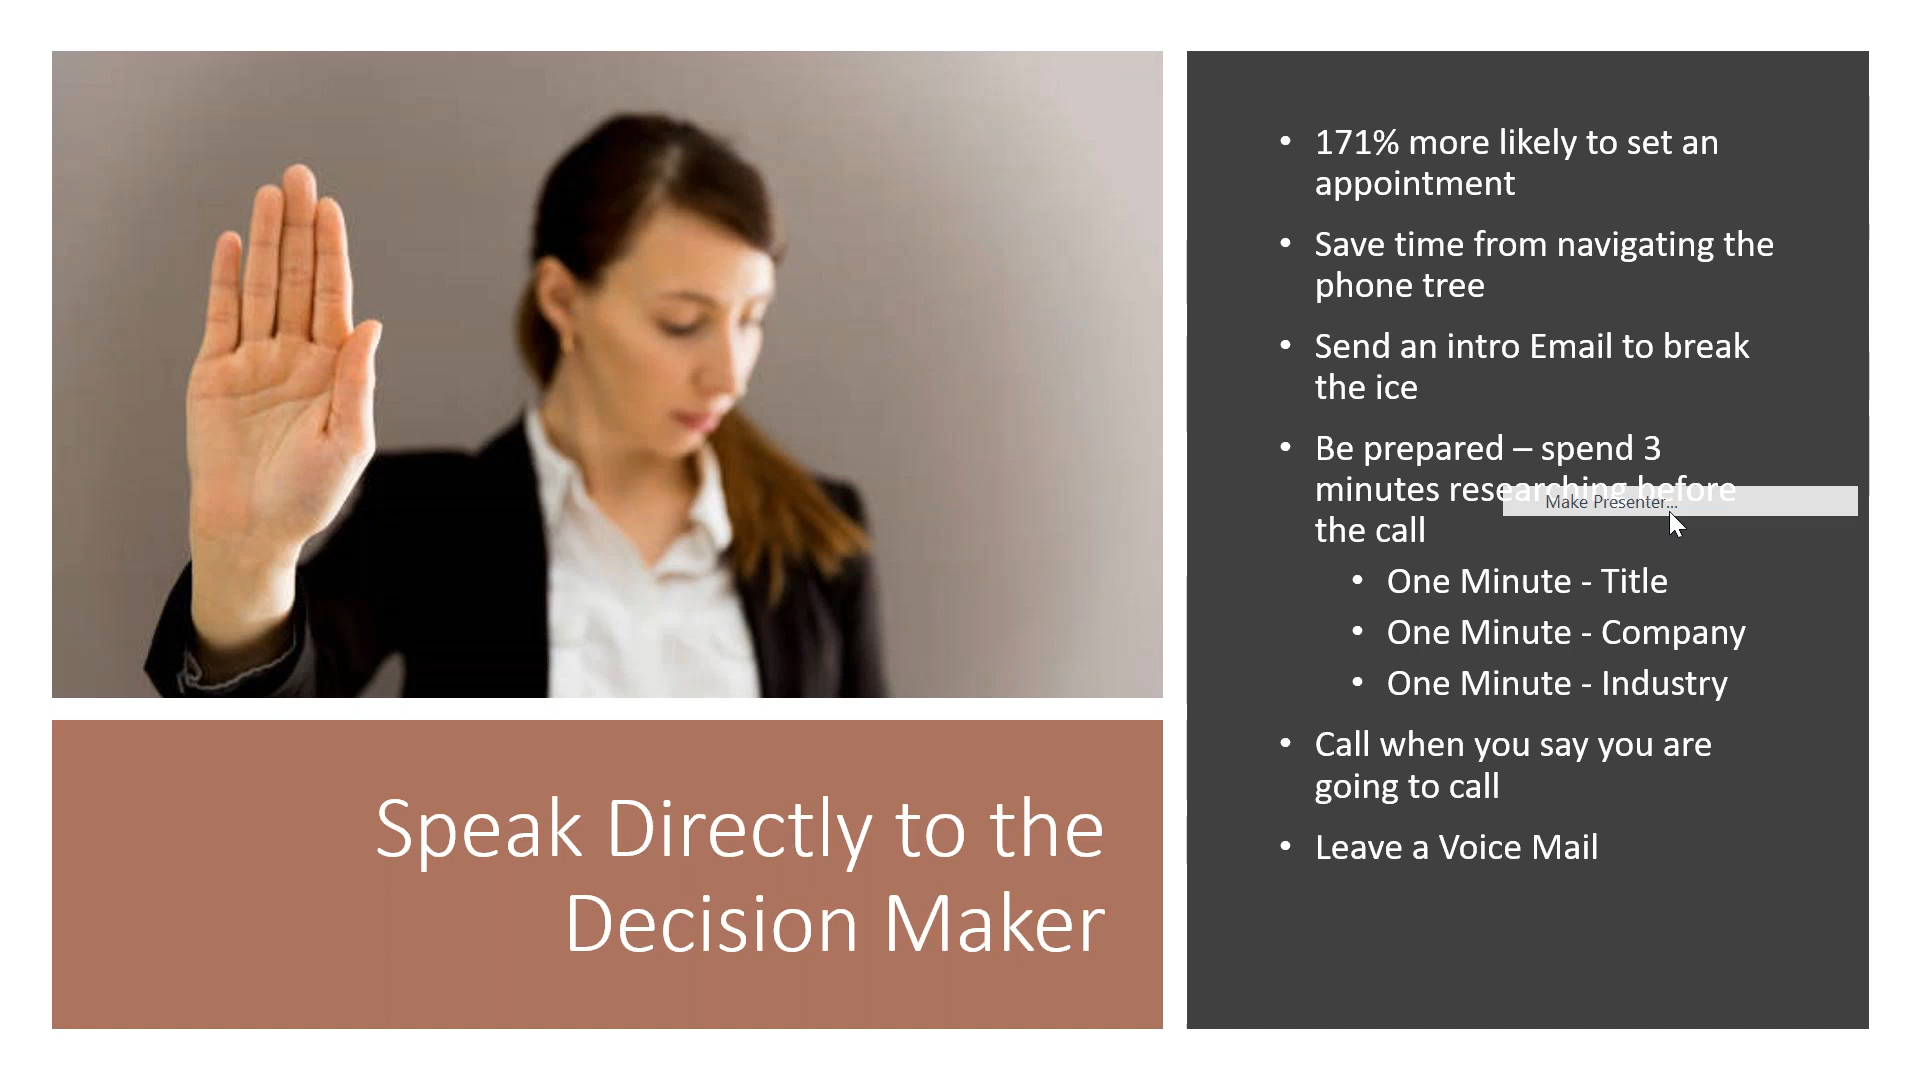 • 171% more likely to set an
appointment
• Save time from navigating the
phone tree
• Send an intro Email to break
the ice
• Be prepared – spend 3
minutes researching before
Make Presenter...
the call
• One Minute - Title
• One Minute - Company
• One Minute - Industry
• Call when you say you are
going to call
• Leave a Voice Mail
Speak Directly to the
Decision Maker